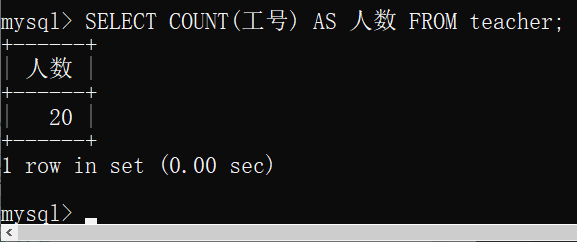 mysql> SELECT COUNT(工号) AS 人数 FROM teacher;
+------+
| 人数 |
+------+
|   20 |
+------+
1 row in set (0.00 sec)
mysql>